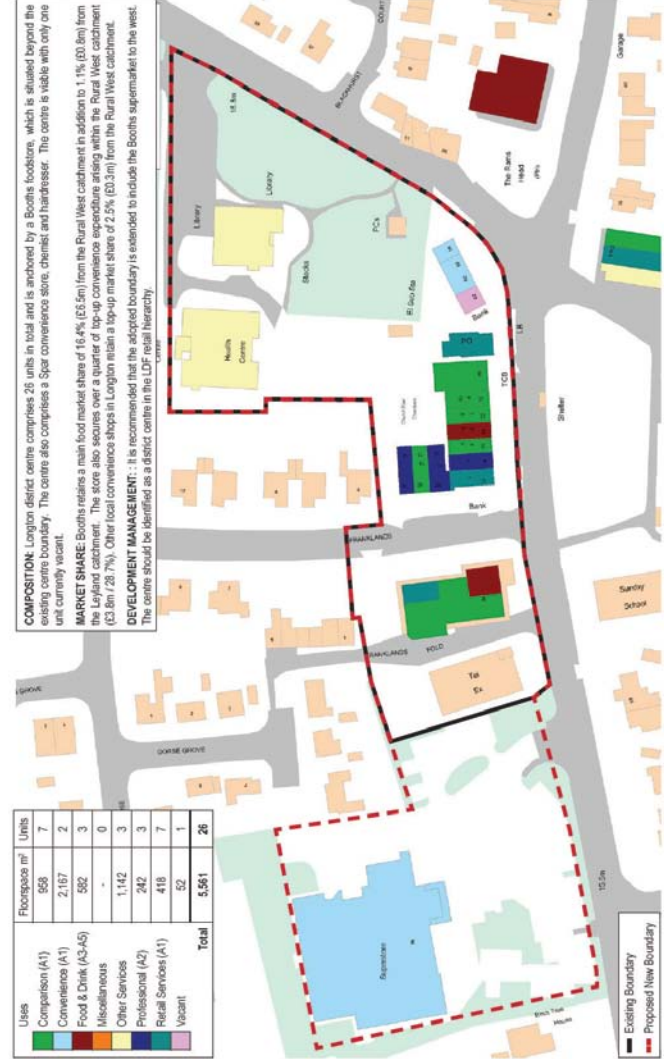 Uses Floorspace m² Units
Comparison (A1) 958 7
Convenience (A1) 2,167 2
Food & Drink (A3-A5) 582 3
Miscellaneous - 0
Other Services 1,142 3
Professional (A2) 242 3
Retail Services (A1) 418 7
Vacant 52 1
Total 5,561 26
COMPOSITION: Longton district centre comprises 26 units in total and is anchored by a Booths foodstore, which is situated beyond the
existing centre boundary. The centre also comprises a Spar convenience store, chemist and hairdresser. The centre is viable with only one
unit currently vacant.
MARKET SHARE: Booths retains a main food market share of 16.4% (£6.5m) from the Rural West catchment in addition to 1.1% (£0.8m) from
the Leyland catchment. The store also secures over a quarter of top-up convenience expenditure arising within the Rural West catchment
(£3.8m / 28.7%). Other local convenience shops in Longton retain a top-up market share of 2.5% (£0.3m) from the Rural West catchment.
DEVELOPMENT MANAGEMENT: : It is recommended that the adopted boundary is extended to include the Booths supermarket to the west.
The centre should be identified as a district centre in the LDF retail hierarchy.
GORSE GROVE
FRANKLANDS
FRANKLANDS
FOLD
Tel
Ex
Superstore
Health
Centre
Library
Library
Stocks
PCs
El Sub Sta
Bank
Bank
PO
TCB
LB
Shelter
Sunday
School
The Rams
Head
(PH)
Garage
House
Existing Boundary
Proposed New Boundary